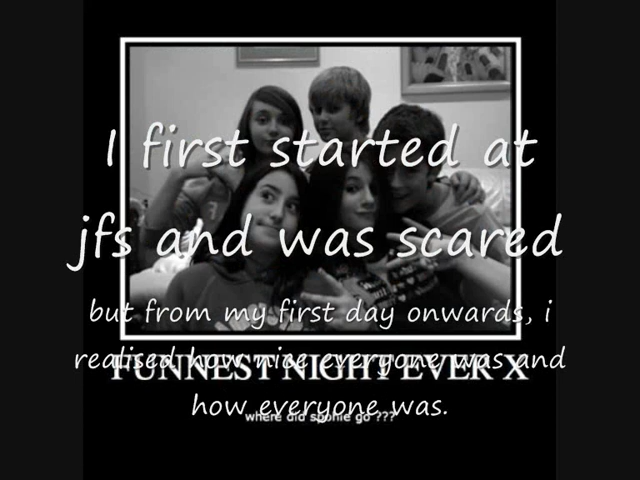 I first started at
jfs and was scared
but from my first day onwards, i
realised how nice everyone was and
FUNNEST NIGHT EVER X
how everyone was.
where did sponie go ???